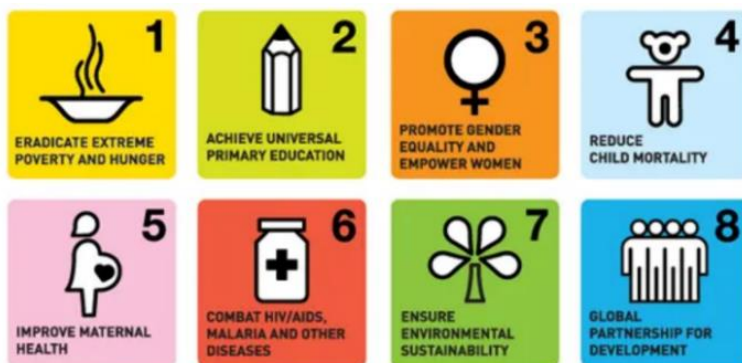 1
ERADICATE EXTREME
POVERTY AND HUNGER
2
ACHIEVE UNIVERSAL
PRIMARY EDUCATION
3
PROMOTE GENDER
EQUALITY AND
EMPOWER WOMEN
4
REDUCE
CHILD MORTALITY
5
IMPROVE MATERNAL
HEALTH
6
COMBAT HIV/AIDS,
MALARIA AND OTHER
DISEASES
7
ENSURE
ENVIRONMENTAL
SUSTAINABILITY
8
GLOBAL
PARTNERSHIP FOR
DEVELOPMENT